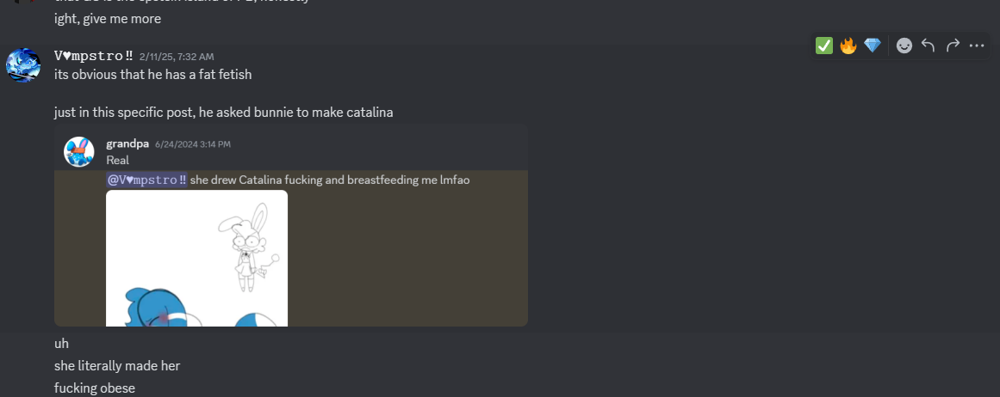 ight, give me more
V♥mpstro‼ 2/11/25, 7:32 AM
its obvious that he has a fat fetish
just in this specific post, he asked bunnie to make catalina
grandpa 6/24/2024 3:14 PM
Real
@V♥mpstro‼ she drew Catalina fucking and breastfeeding me lmfao
uh
she literally made her
fucking obese